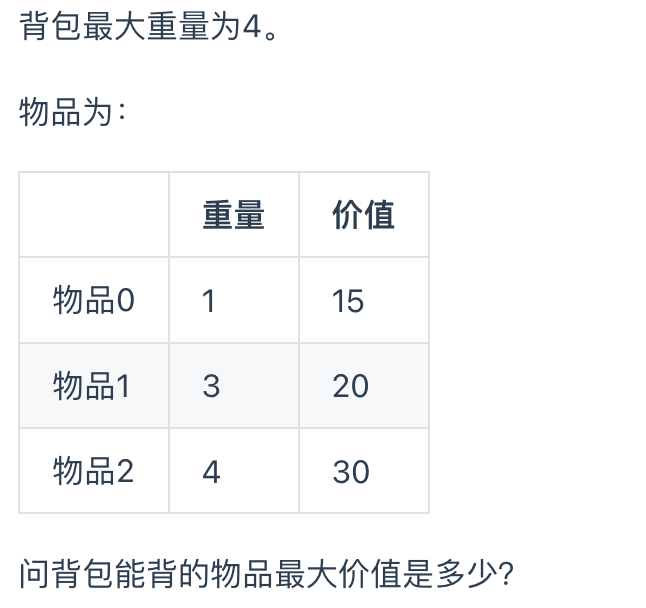 背包最大重量为4。
物品为：
重量 价值
物品0 1 15
物品1 3 20
物品2 4 30
问背包能背的物品最大价值是多少？